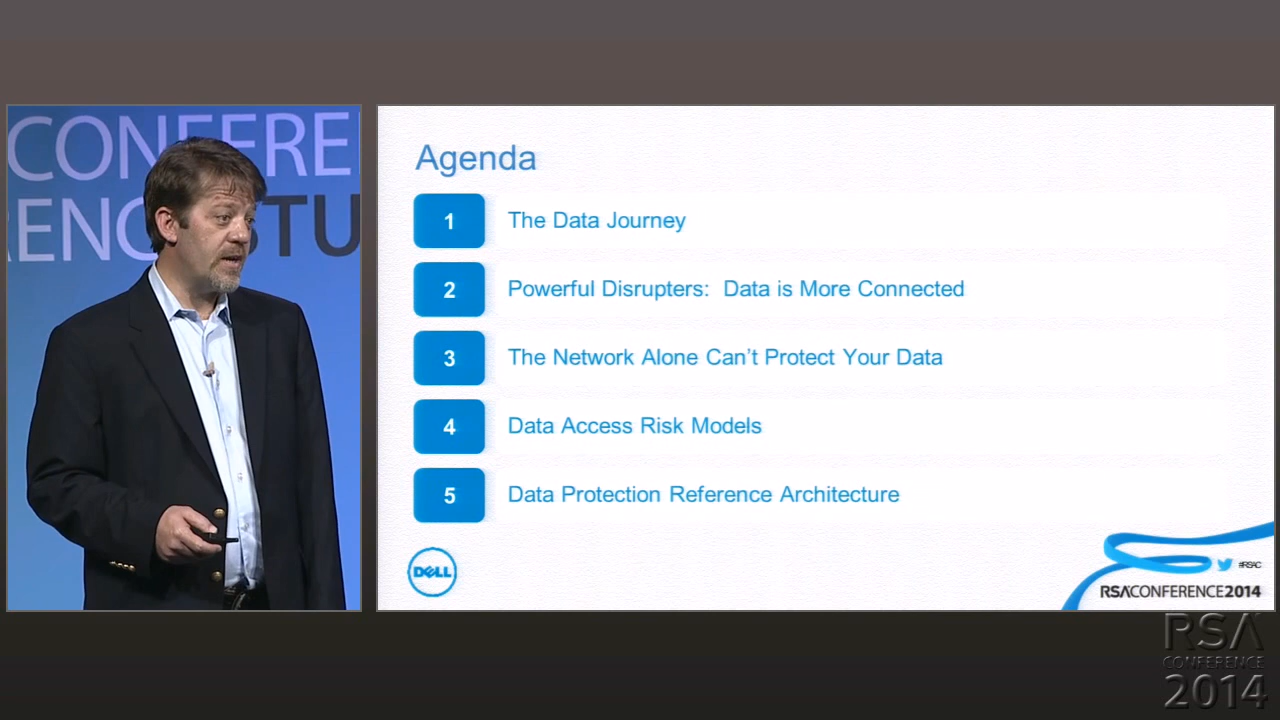 CONFERE
RENC
STU
Agenda
1 The Data Journey
2 Powerful Disrupters: Data is More Connected
3 The Network Alone Can't Protect Your Data
4 Data Access Risk Models
5 Data Protection Reference Architecture
DELL
#RSAC
RSACONFERENCE2014
RSA
CONFERENCE
2014